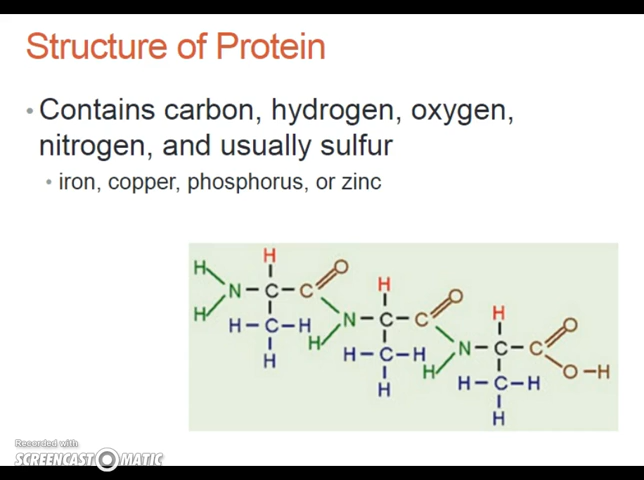 Structure of Protein
• Contains carbon, hydrogen, oxygen,
nitrogen, and usually sulfur
• iron, copper, phosphorus, or zinc
H H O
N-C-C H O
H H-C-H N-C-C H O
H H H-C-H N-C-C
H H H-C-H O-H
H
Recorded with
SCREENCAST O MATIC